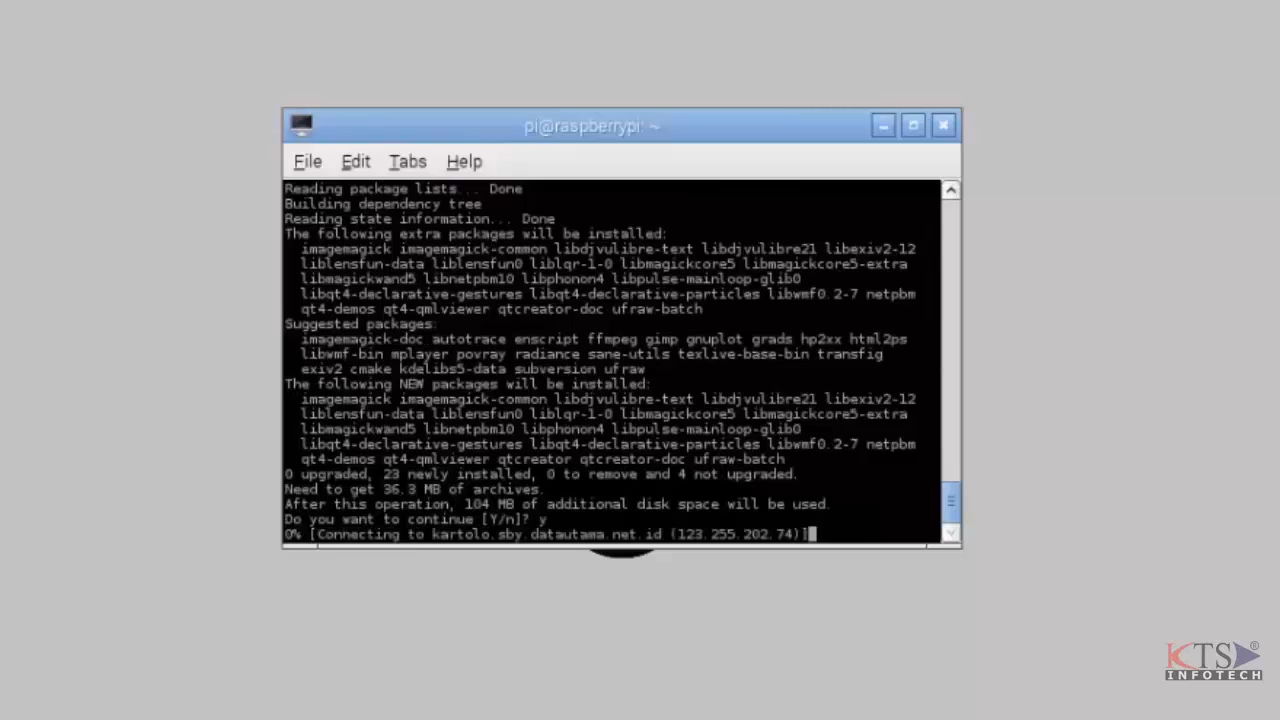 pi@raspberrypi: ~
File Edit Tabs Help
Reading package lists... Done
Building dependency tree
Reading state information... Done
The following extra packages will be installed:
imagemagick imagemagick-common libdjvulibre-text libdjvulibre21 libexiv2-12
liblensfun-data liblensfun0 liblqr-1-0 libmagickcore5 libmagickcore5-extra
libmagickwand5 libnetpbm10 libphonon4 libpulse-mainloop-glib0
libqt4-declarative-gestures libqt4-declarative-particles libwmf0.2-7 netpbm
qt4-demos qt4-qmlviewer qtcreator-doc ufraw-batch
Suggested packages:
imagemagick-doc autotrace enscript ffmpeg gimp gnuplot grads hp2xx html2ps
libwmf-bin mplayer povray radiance sane-utils texlive-base-bin transfig
exiv2 cmake kdelibs5-data subversion ufraw
The following NEW packages will be installed:
imagemagick imagemagick-common libdjvulibre-text libdjvulibre21 libexiv2-12
liblensfun-data liblensfun0 liblqr-1-0 libmagickcore5 libmagickcore5-extra
libmagickwand5 libnetpbm10 libphonon4 libpulse-mainloop-glib0
libqt4-declarative-gestures libqt4-declarative-particles libwmf0.2-7 netpbm
qt4-demos qt4-qmlviewer qtcreator qtcreator-doc ufraw-batch
0 upgraded, 23 newly installed, 0 to remove and 4 not upgraded.
Need to get 36.3 MB of archives.
After this operation, 104 MB of additional disk space will be used.
Do you want to continue [Y/n]? y
0% [Connecting to kartolo.sby.datautama.net.id (123.255.202.74)]
KTS®
INFOTECH